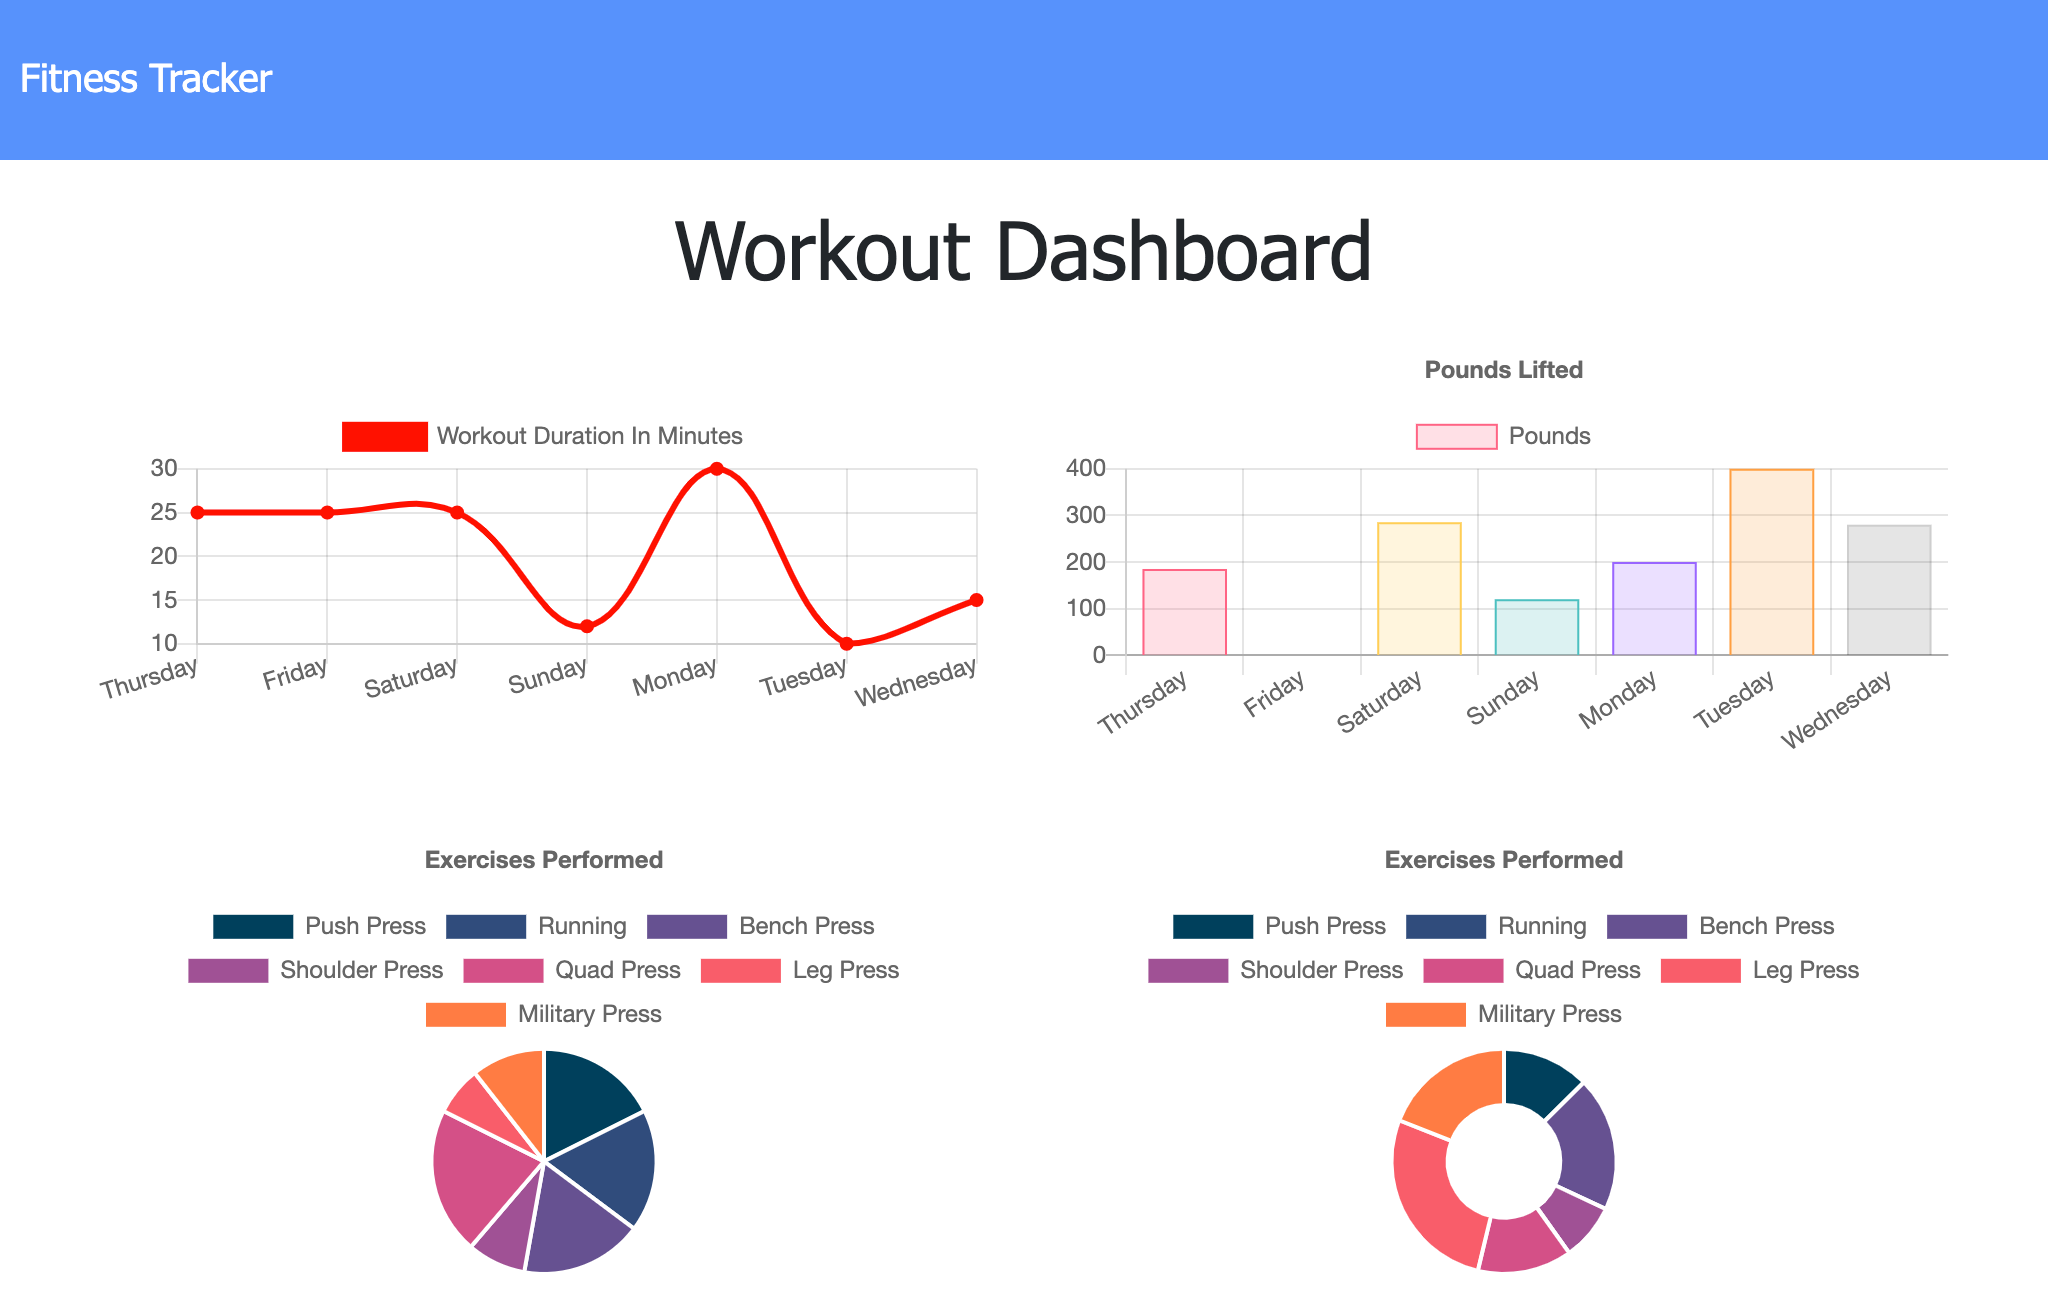 Fitness Tracker
Workout Dashboard
Workout Duration In Minutes
30
25
20
15
10
Thursday Friday Saturday Sunday Monday Tuesday Wednesday
Pounds Lifted
Pounds
400
300
200
100
0
Thursday Friday Saturday Sunday Monday Tuesday Wednesday
Exercises Performed
Push Press Running Bench Press
Shoulder Press Quad Press Leg Press
Military Press
Exercises Performed
Push Press Running Bench Press
Shoulder Press Quad Press Leg Press
Military Press